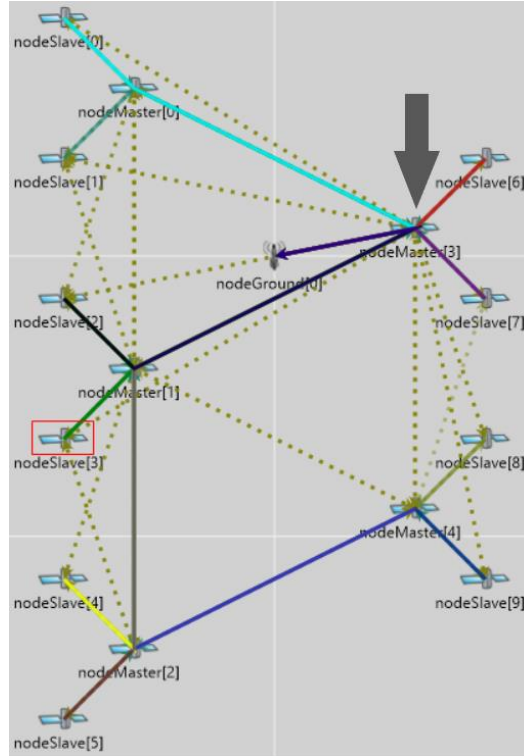 nodeSlave[0]
nodeMaster[0]
nodeSlave[1]
nodeSlave[6]
nodeMaster[3]
nodeGround[0]
nodeSlave[2]
nodeSlave[7]
nodeMaster[1]
nodeSlave[3]
nodeSlave[8]
nodeMaster[4]
nodeSlave[4]
nodeSlave[9]
nodeMaster[2]
nodeSlave[5]